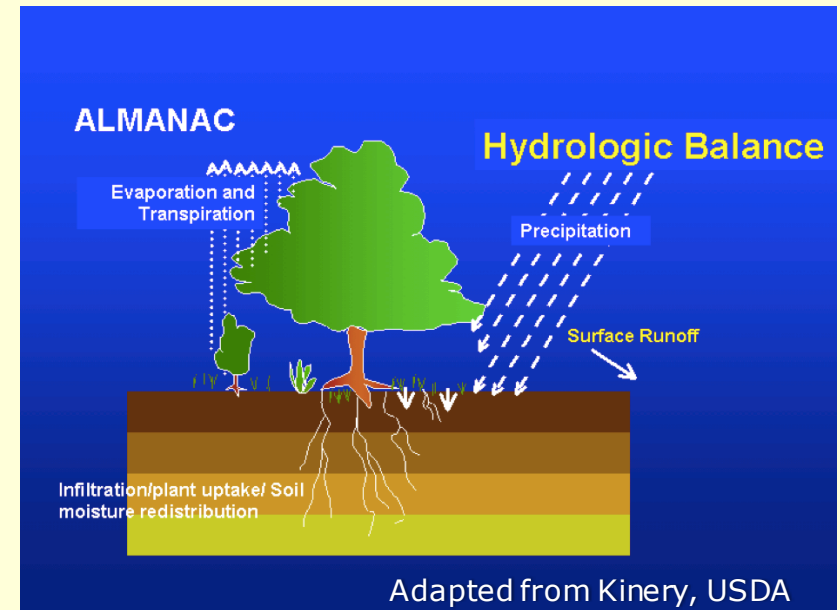 ALMANAC
Hydrologic Balance
Evaporation and
Transpiration
Precipitation
Surface Runoff
Infiltration/plant uptake/ Soil
moisture redistribution
Adapted from Kinery, USDA